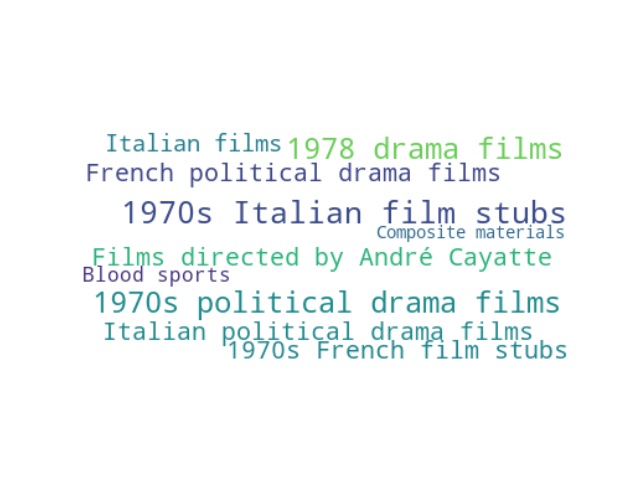 Italian films
1978 drama films
French political drama films
1970s Italian film stubs
Composite materials
Films directed by André Cayatte
Blood sports
1970s political drama films
Italian political drama films
1970s French film stubs